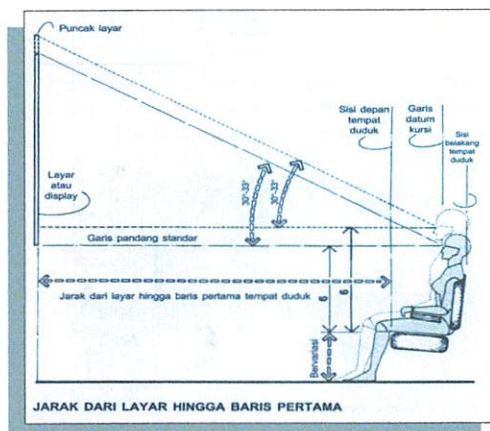 Puncak layar
Sisi depan
tempat
duduk
Garis
datum
kursi
Sisi
belakang
tempat
duduk
Layar
atau
display
30°-33'
30°-33'
Garis pandang standar
Jarak dari layar hingga baris pertama tempat duduk
6
6
Bervariasi
JARAK DARI LAYAR HINGGA BARIS PERTAMA